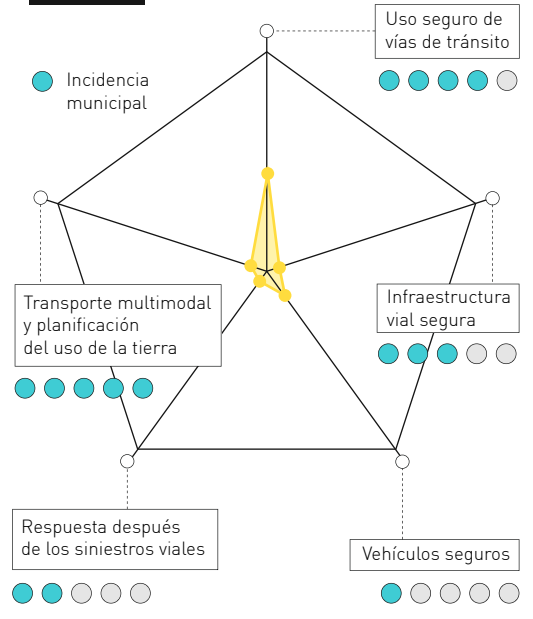 Uso seguro de
vías de tránsito
Incidencia
municipal
Transporte multimodal
y planificación
del uso de la tierra
Infraestructura
vial segura
Respuesta después
de los siniestros viales
Vehículos seguros